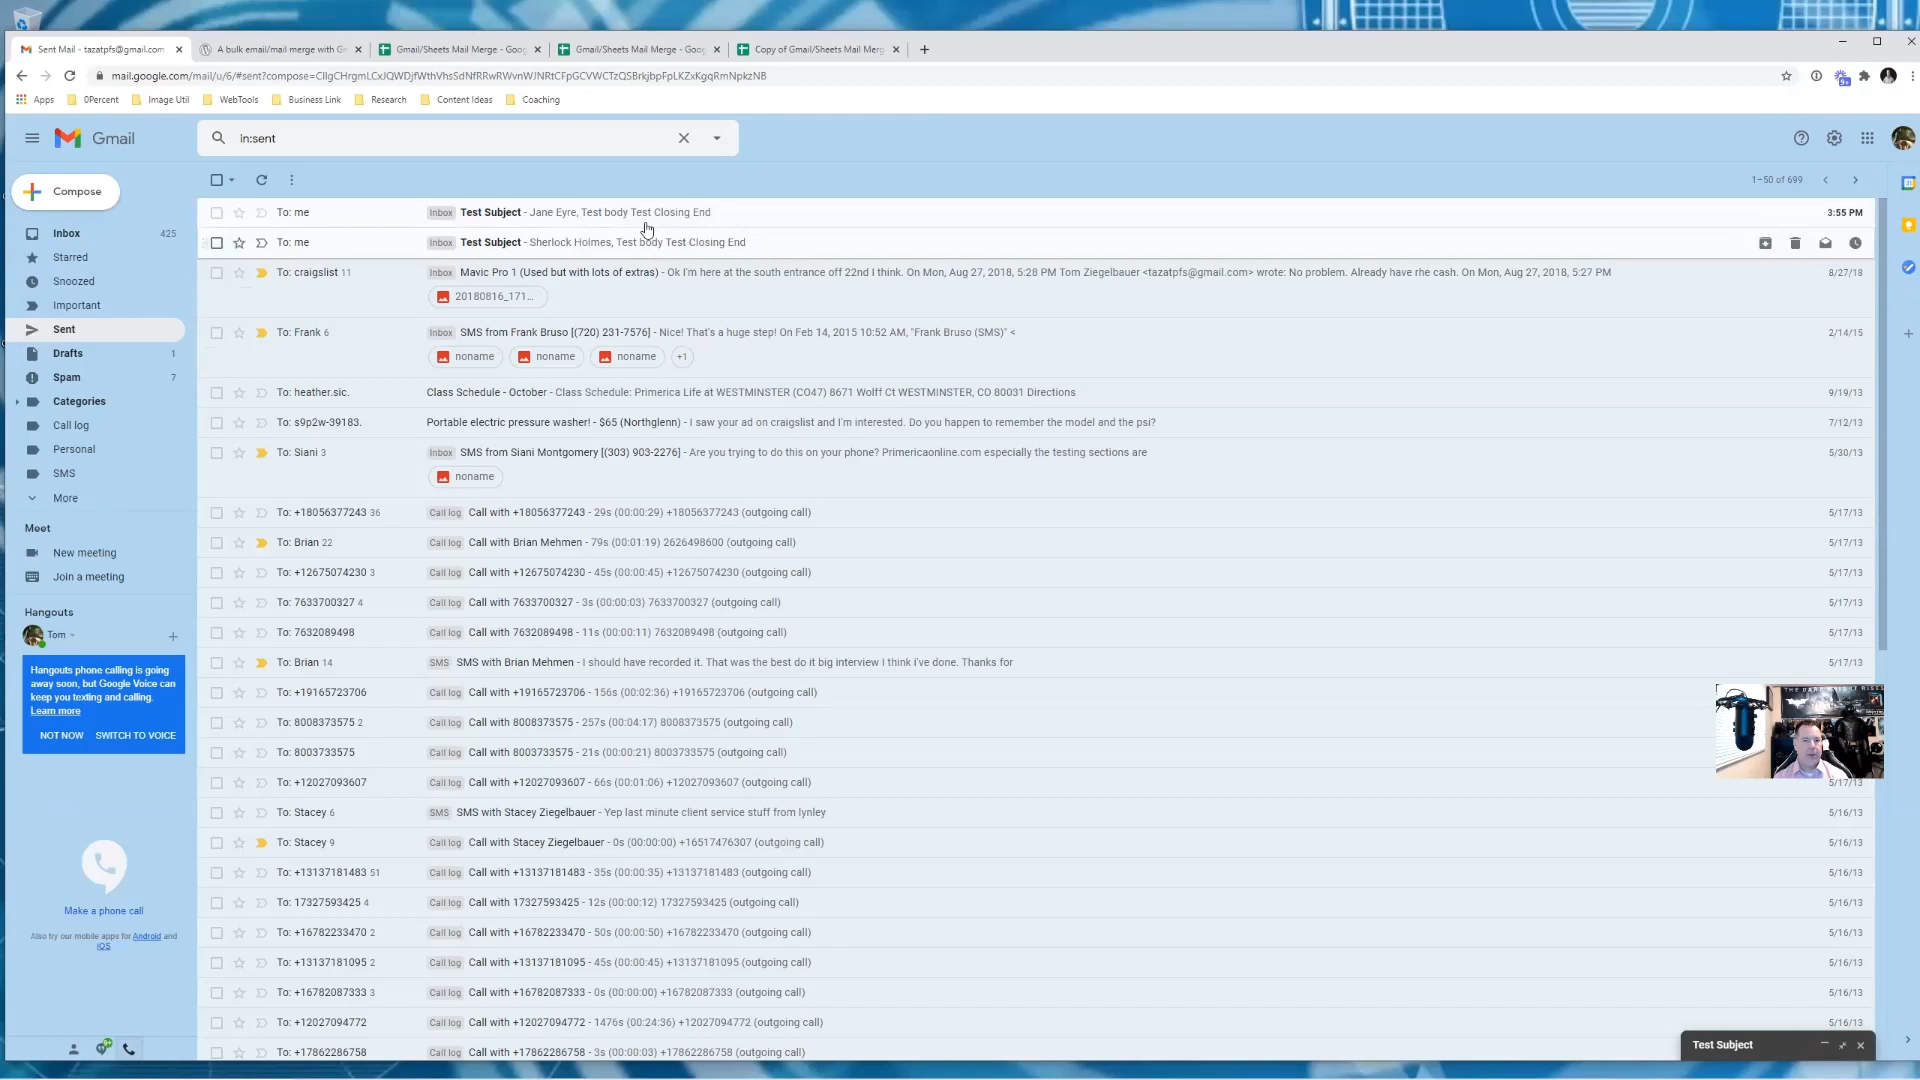 Sent Mail - tazatpfs@gmail.com
A bulk email/mail merge with G
Gmail/Sheets Mail Merge - Goog
Gmail/Sheets Mail Merge - Goog
Copy of Gmail/Sheets Mail Merg
Apps 0Percent Image Util WebTools Business Link Research Content Ideas Coaching
Gmail
in:sent
Compose
1–50 of 699
Inbox 425
Starred
Snoozed
Important
Sent
Drafts 1
Spam 7
Categories
Call log
Personal
SMS
More
Meet
New meeting
Join a meeting
Hangouts
Tom
Hangouts phone calling is going
away soon, but Google Voice can
keep you texting and calling.
Learn more
NOT NOW SWITCH TO VOICE
Make a phone call
Also try our mobile apps for Android and
iOS
To: me Inbox Test Subject - Jane Eyre, Test body Test Closing End 3:55 PM
To: me Inbox Test Subject - Sherlock Holmes, Test body Test Closing End
To: craigslist 11 Inbox Mavic Pro 1 (Used but with lots of extras) - Ok I'm here at the south entrance off 22nd I think. On Mon, Aug 27, 2018, 5:28 PM Tom Ziegelbauer <tazatpfs@gmail.com> wrote: No problem. Already have rhe cash. On Mon, Aug 27, 2018, 5:27 PM 8/27/18
20180816_171...
To: Frank 6 Inbox SMS from Frank Bruso [(720) 231-7576] - Nice! That's a huge step! On Feb 14, 2015 10:52 AM, "Frank Bruso (SMS)" < 2/14/15
noname noname noname +1
To: heather.sic. Class Schedule - October - Class Schedule: Primerica Life at WESTMINSTER (CO47) 8671 Wolff Ct WESTMINSTER, CO 80031 Directions 9/19/13
To: s9p2w-39183. Portable electric pressure washer! - $65 (Northglenn) - I saw your ad on craigslist and I'm interested. Do you happen to remember the model and the psi? 7/12/13
To: Siani 3 Inbox SMS from Siani Montgomery [(303) 903-2276] - Are you trying to do this on your phone? Primericaonline.com especially the testing sections are 5/30/13
noname
To: +18056377243 36 Call log Call with +18056377243 - 29s (00:00:29) +18056377243 (outgoing call) 5/17/13
To: Brian 22 Call log Call with Brian Mehmen - 79s (00:01:19) 2626498600 (outgoing call) 5/17/13
To: +12675074230 3 Call log Call with +12675074230 - 45s (00:00:45) +12675074230 (outgoing call) 5/17/13
To: 7633700327 4 Call log Call with 7633700327 - 3s (00:00:03) 7633700327 (outgoing call) 5/17/13
To: 7632089498 Call log Call with 7632089498 - 11s (00:00:11) 7632089498 (outgoing call) 5/17/13
To: Brian 14 SMS SMS with Brian Mehmen - I should have recorded it. That was the best do it big interview I think i've done. Thanks for 5/17/13
To: +19165723706 Call log Call with +19165723706 - 156s (00:02:36) +19165723706 (outgoing call)
To: 8008373575 2 Call log Call with 8008373575 - 257s (00:04:17) 8008373575 (outgoing call)
To: 8003733575 Call log Call with 8003733575 - 21s (00:00:21) 8003733575 (outgoing call)
To: +12027093607 Call log Call with +12027093607 - 66s (00:01:06) +12027093607 (outgoing call) 5/17/13
To: Stacey 6 SMS SMS with Stacey Ziegelbauer - Yep last minute client service stuff from lynley 5/16/13
To: Stacey 9 Call log Call with Stacey Ziegelbauer - 0s (00:00:00) +16517476307 (outgoing call) 5/16/13
To: +13137181483 51 Call log Call with +13137181483 - 35s (00:00:35) +13137181483 (outgoing call) 5/16/13
To: 17327593425 4 Call log Call with 17327593425 - 12s (00:00:12) 17327593425 (outgoing call) 5/16/13
To: +16782233470 2 Call log Call with +16782233470 - 50s (00:00:50) +16782233470 (outgoing call) 5/16/13
To: +13137181095 2 Call log Call with +13137181095 - 45s (00:00:45) +13137181095 (outgoing call) 5/16/13
To: +16782087333 3 Call log Call with +16782087333 - 0s (00:00:00) +16782087333 (outgoing call) 5/16/13
To: +12027094772 Call log Call with +12027094772 - 1476s (00:24:36) +12027094772 (outgoing call) 5/16/13
To: +17862286758 Call log Call with +17862286758 - 3s (00:00:03) +17862286758 (outgoing call)
THE DARK KNIGHT RISES
Test Subject